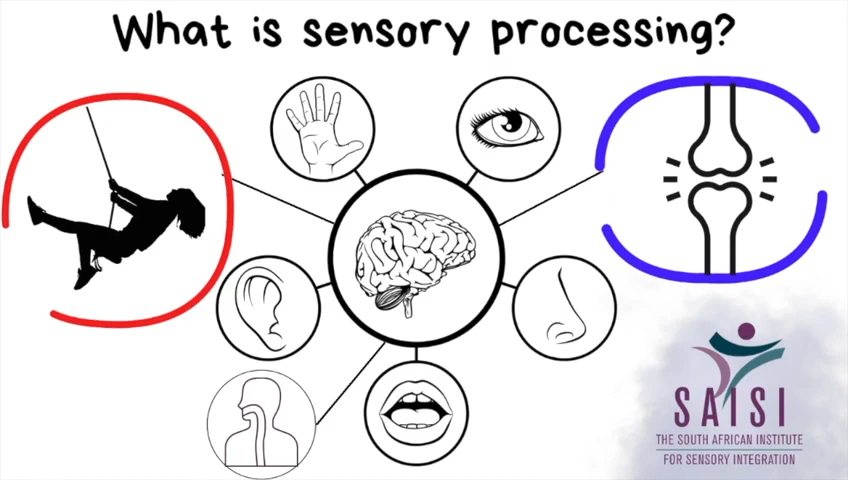 What is sensory processing?
SAISI
THE SOUTH AFRICAN INSTITUTE
FOR SENSORY INTEGRATION